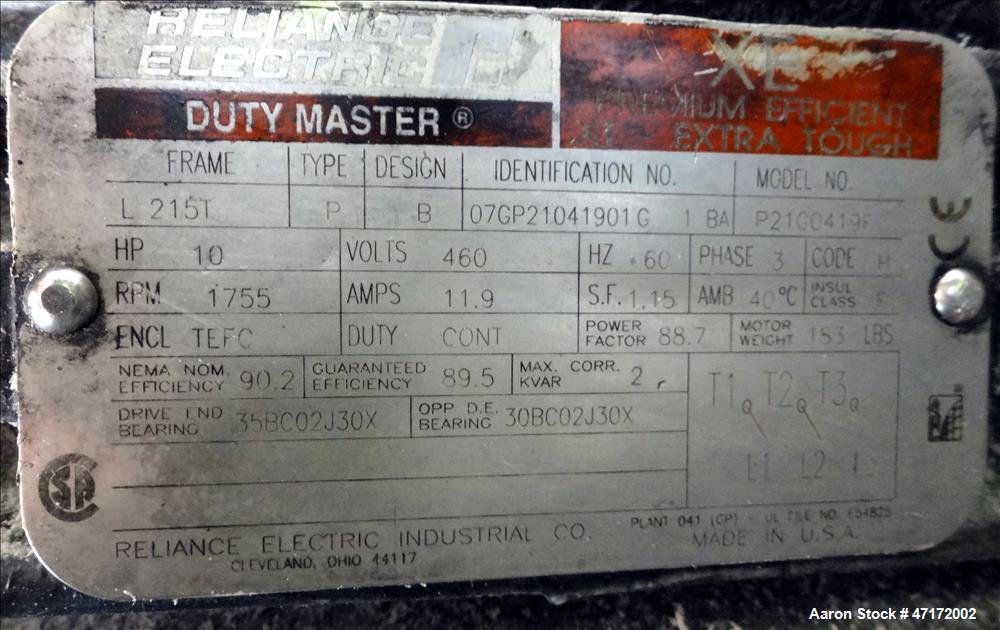 RELIANCE
ELECTRIC
XE
PREMIUM EFFICIENT
XT EXTRA TOUGH
DUTY MASTER ®
FRAME TYPE DESIGN IDENTIFICATION NO. MODEL NO.
L 215T P B 07GP21041901G 1 BA
HP 10 VOLTS 460 HZ 60 PHASE 3 CODE H
RPM 1755 AMPS 11.9 S.F. 1.15 AMB 40°C INSUL CLASS F
ENCL TEFC DUTY CONT POWER FACTOR 88.7 MOTOR WEIGHT 183 LBS
NEMA NOM. EFFICIENCY 90.2 GUARANTEED EFFICIENCY 89.5 MAX. CORR. KVAR 2
DRIVE END BEARING 35BC02J30X OPP D.E. BEARING 30BC02J30X
T1 T2 T3
L1 L2
CE
CSA
RELIANCE ELECTRIC INDUSTRIAL CO.
CLEVELAND, OHIO 44117
PLANT 041 (CP) - UL FILE NO.
MADE IN U.S.A.
Aaron Stock # 47172002